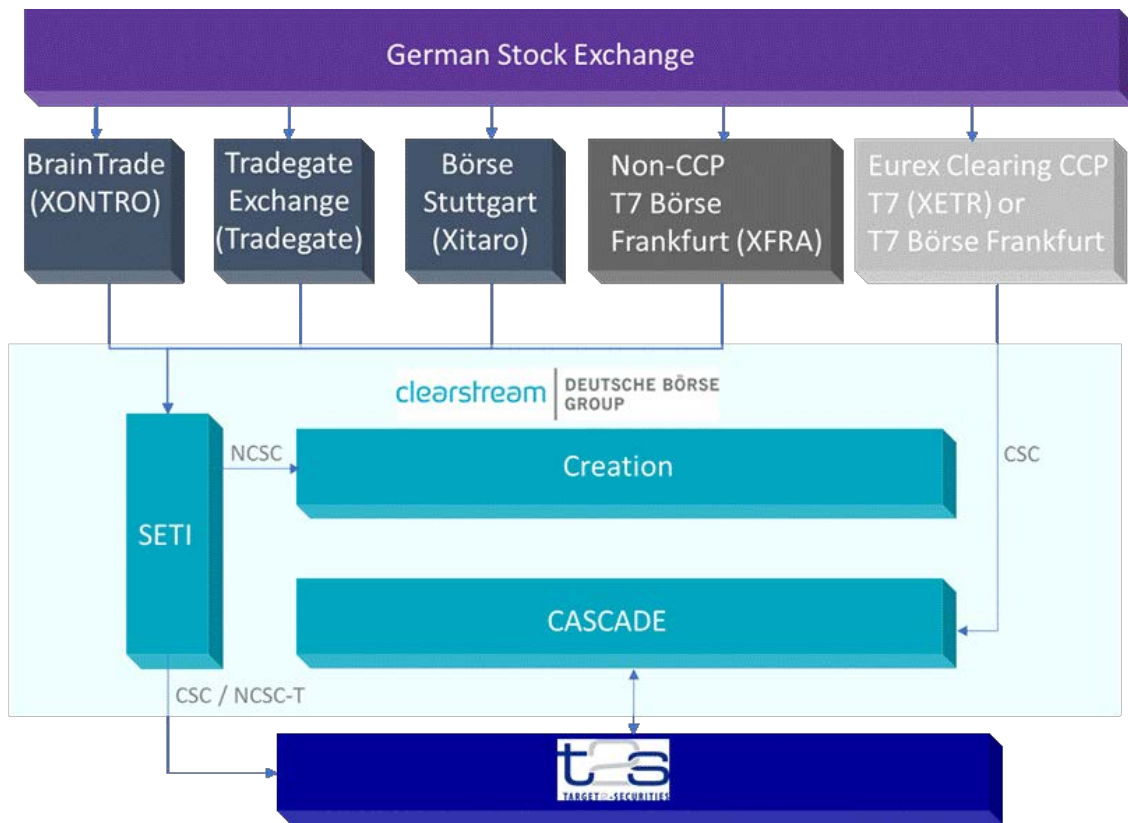 German Stock Exchange
BrainTrade
(XONTRO)
Tradegate
Exchange
(Tradegate)
Börse
Stuttgart
(Xitaro)
Non-CCP
T7 Börse
Frankfurt (XFRA)
Eurex Clearing CCP
T7 (XETR) or
T7 Börse Frankfurt
clearstream
DEUTSCHE BÖRSE
GROUP
NCSC
Creation
CSC
SETI
CASCADE
CSC / NCSC-T
t2s
TARGET2-SECURITIES